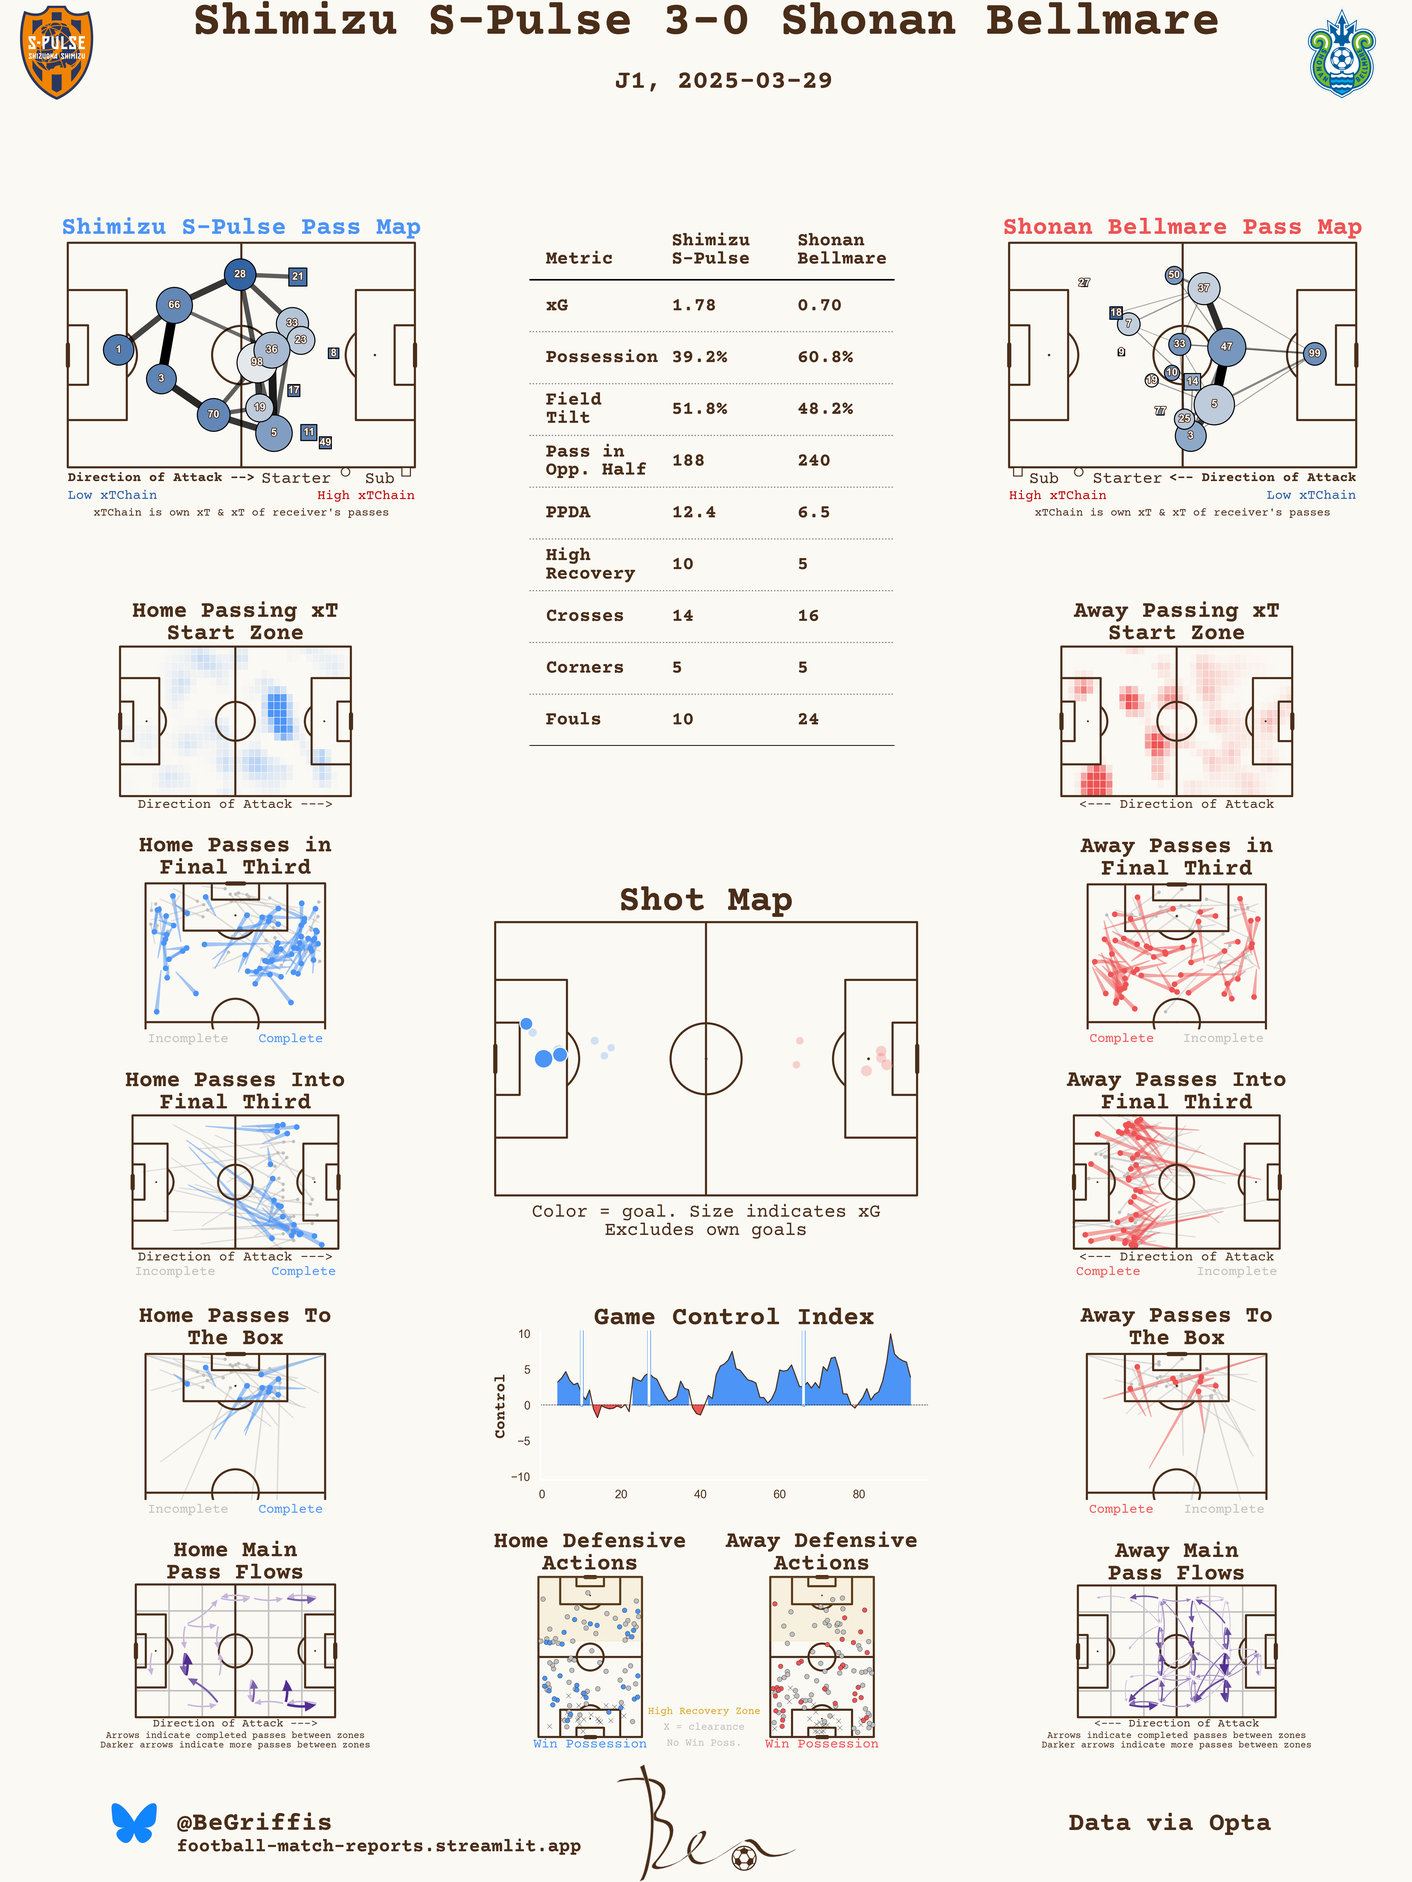 Shimizu S-Pulse 3-0 Shonan Bellmare
J1, 2025-03-29
S-PULSE
SHIZUOKA SHIMIZU
Shimizu S-Pulse Pass Map
28
21
66
33
23
1
36
98
8
3
17
19
70
5
11
49
Direction of Attack --> Starter Sub
Low xTChain High xTChain
xTChain is own xT & xT of receiver's passes
Metric Shimizu S-Pulse Shonan Bellmare
xG 1.78 0.70
Possession 39.2% 60.8%
Field Tilt 51.8% 48.2%
Pass in Opp. Half 188 240
PPDA 12.4 6.5
High Recovery 10 5
Crosses 14 16
Corners 5 5
Fouls 10 24
Shonan Bellmare Pass Map
50
27
37
18
7
33
47
9
99
10
19
14
5
77
25
3
Sub Starter <-- Direction of Attack
High xTChain Low xTChain
xTChain is own xT & xT of receiver's passes
Home Passing xT
Start Zone
Direction of Attack --->
Away Passing xT
Start Zone
<--- Direction of Attack
Home Passes in
Final Third
Incomplete Complete
Away Passes in
Final Third
Complete Incomplete
Shot Map
Color = goal. Size indicates xG
Excludes own goals
Home Passes Into
Final Third
Direction of Attack --->
Incomplete Complete
Away Passes Into
Final Third
<--- Direction of Attack
Complete Incomplete
Home Passes To
The Box
Incomplete Complete
Game Control Index
Control
10
5
0
−5
−10
0 20 40 60 80
Away Passes To
The Box
Complete Incomplete
Home Main
Pass Flows
Direction of Attack --->
Arrows indicate completed passes between zones
Darker arrows indicate more passes between zones
Home Defensive
Actions
Win Possession
High Recovery Zone
X = clearance
No Win Poss.
Away Defensive
Actions
Win Possession
Away Main
Pass Flows
<--- Direction of Attack
Arrows indicate completed passes between zones
Darker arrows indicate more passes between zones
@BeGriffis
football-match-reports.streamlit.app
Ben
Data via Opta